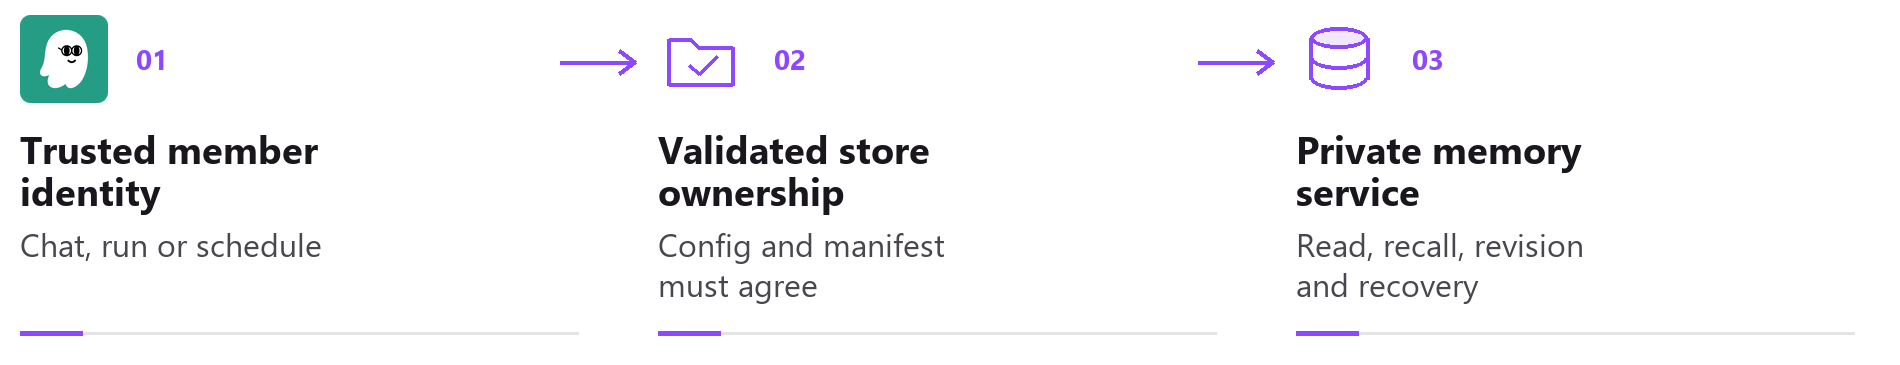 01
Trusted member
identity
Chat, run or schedule
02
Validated store
ownership
Config and manifest
must agree
03
Private memory
service
Read, recall, revision
and recovery